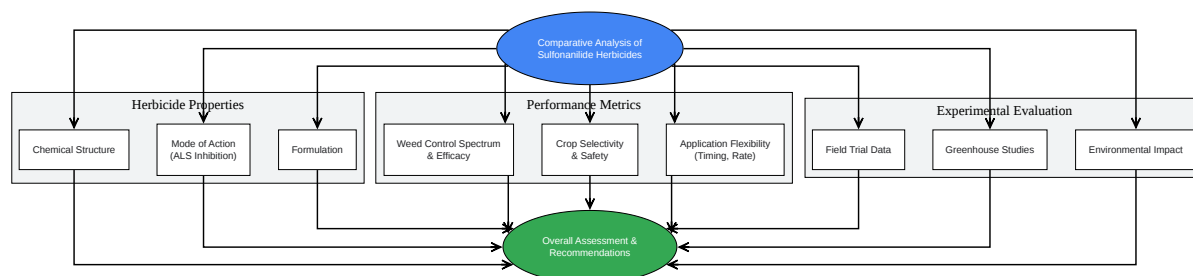 Comparative Analysis of
Sulfonanilide Herbicides
Herbicide Properties
Performance Metrics
Experimental Evaluation
Chemical Structure
Mode of Action
(ALS Inhibition)
Formulation
Weed Control Spectrum
& Efficacy
Crop Selectivity
& Safety
Application Flexibility
(Timing, Rate)
Field Trial Data
Greenhouse Studies
Environmental Impact
Overall Assessment &
Recommendations